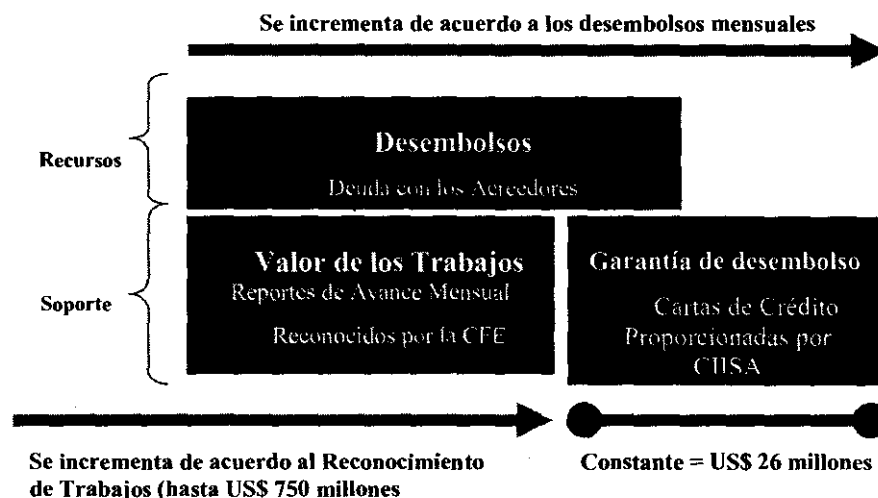 Se incrementa de acuerdo a los desembolsos mensuales
Recursos
Desembolsos
Deuda con los Acreedores
Soporte
Valor de los Trabajos
Reportes de Avance Mensual
Reconocidos por la CFE
Garantía de desembolso
Cartas de Crédito
Proporcionadas por
CIISA
Se incrementa de acuerdo al Reconocimiento
de Trabajos (hasta US$ 750 millones
Constante = US$ 26 millones